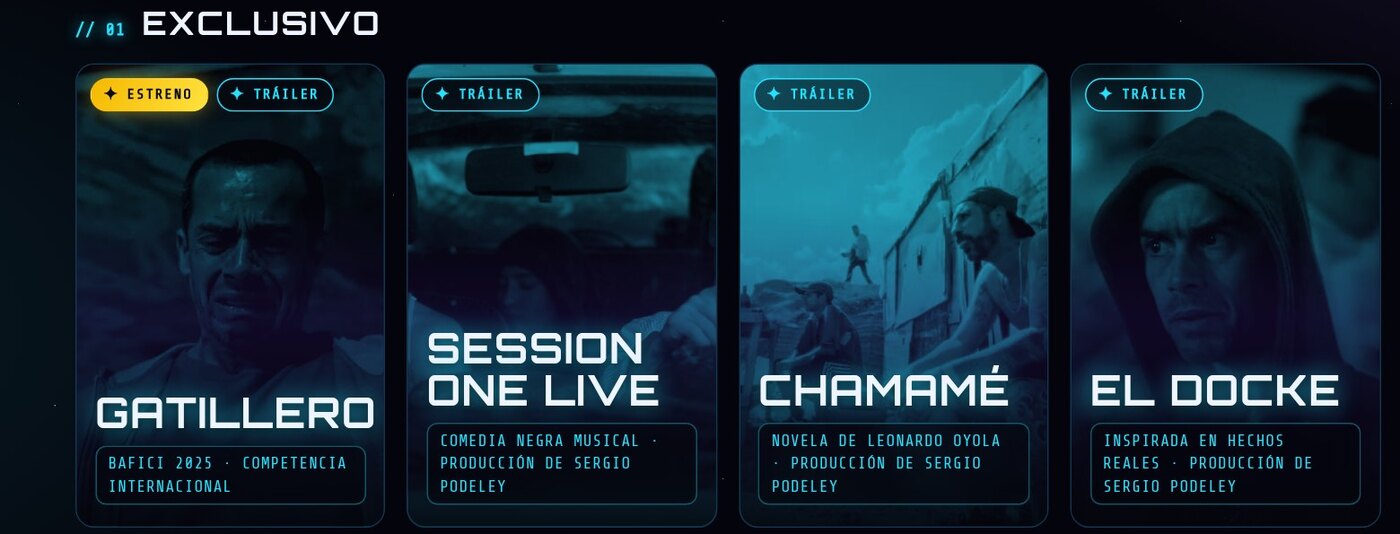 // 01 EXCLUSIVO
✦ ESTRENO ✦ TRÁILER
GATILLERO
BAFICI 2025 · COMPETENCIA
INTERNACIONAL
✦ TRÁILER
SESSION
ONE LIVE
COMEDIA NEGRA MUSICAL ·
PRODUCCIÓN DE SERGIO
PODELEY
✦ TRÁILER
CHAMAMÉ
NOVELA DE LEONARDO OYOLA
· PRODUCCIÓN DE SERGIO
PODELEY
✦ TRÁILER
EL DOCKE
INSPIRADA EN HECHOS
REALES · PRODUCCIÓN DE
SERGIO PODELEY